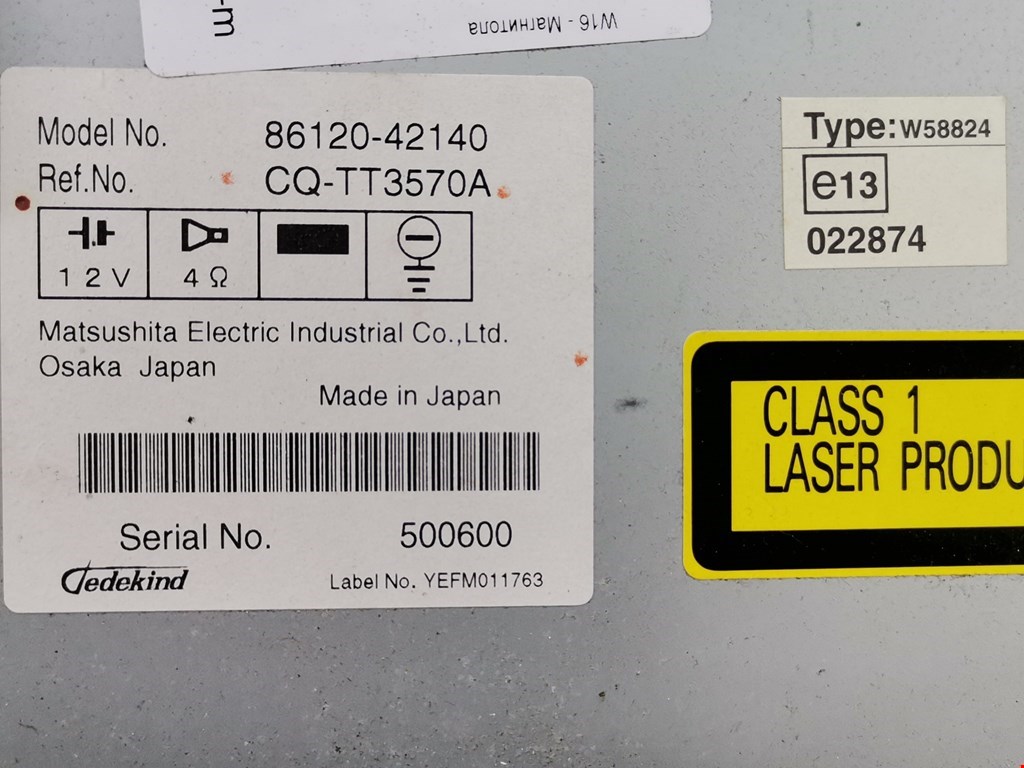 -m
W16 - Магнитола
Model No. 86120-42140
Ref.No. CQ-TT3570A
12V 4Ω
Matsushita Electric Industrial Co.,Ltd.
Osaka Japan
Made in Japan
Serial No. 500600
Gedekind Label No. YEFM011763
Type: W58824
e13
022874
CLASS 1
LASER PRODU